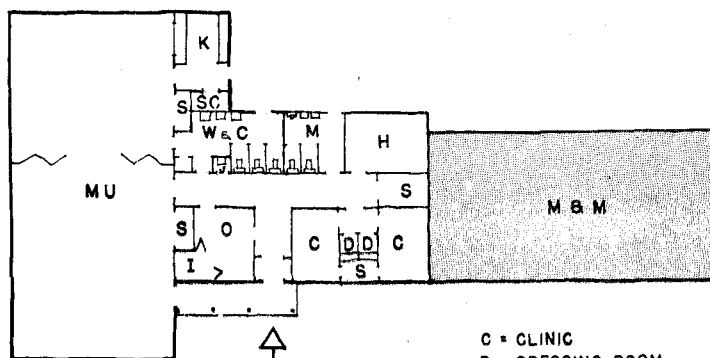 K
S SC
W & C M
H
MU
S
M & M
S O C D D C
I S
C = CLINIC
D = DRESSING ROOM